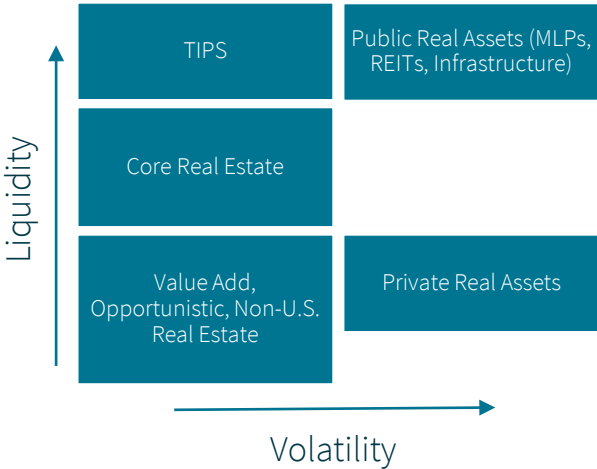 TIPS
Public Real Assets (MLPs,
REITs, Infrastructure)
Core Real Estate
Liquidity
Value Add,
Opportunistic, Non-U.S.
Real Estate
Private Real Assets
Volatility